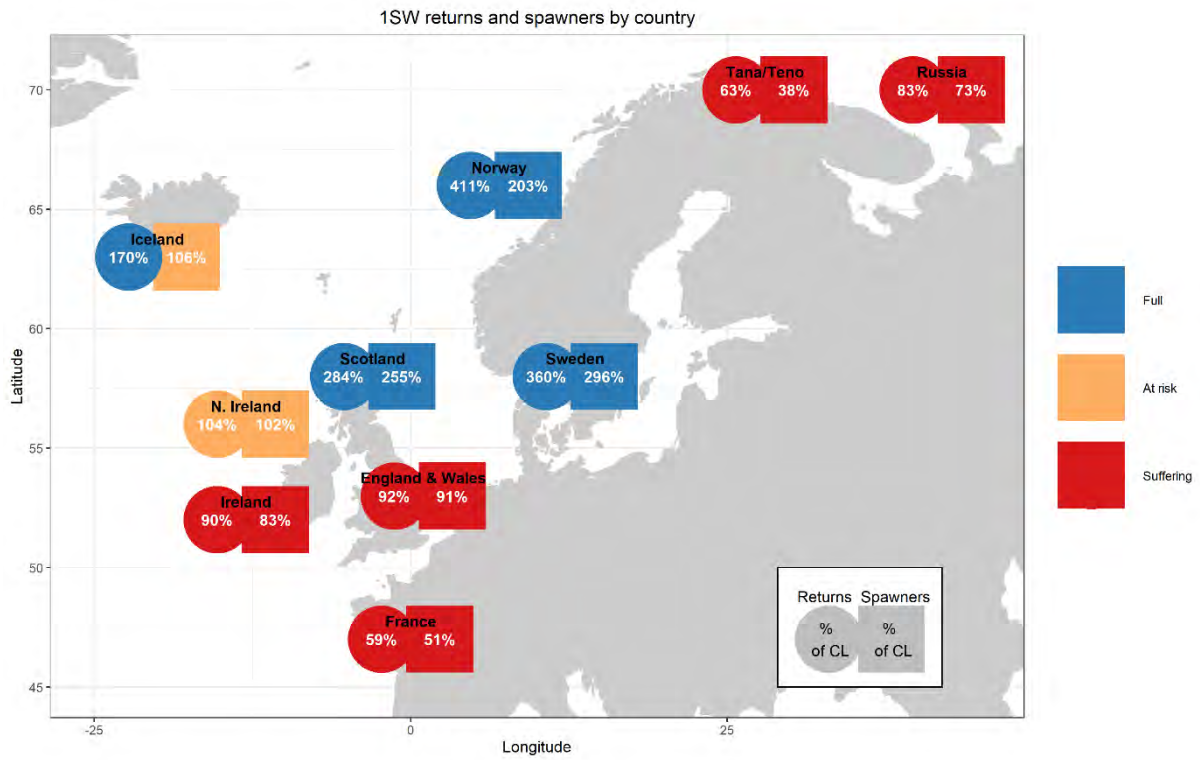 1SW returns and spawners by country
Tana/Teno
63% 38%
Russia
83% 73%
70
Norway
411% 203%
65
Iceland
170% 106%
60
Scotland
284% 255%
Sweden
360% 296%
N. Ireland
104% 102%
55
England & Wales
92% 91%
Ireland
90% 83%
50
France
59% 51%
45
Returns Spawners
% %
of CL of CL
-25 0 25
Longitude
Latitude
Full
At risk
Suffering